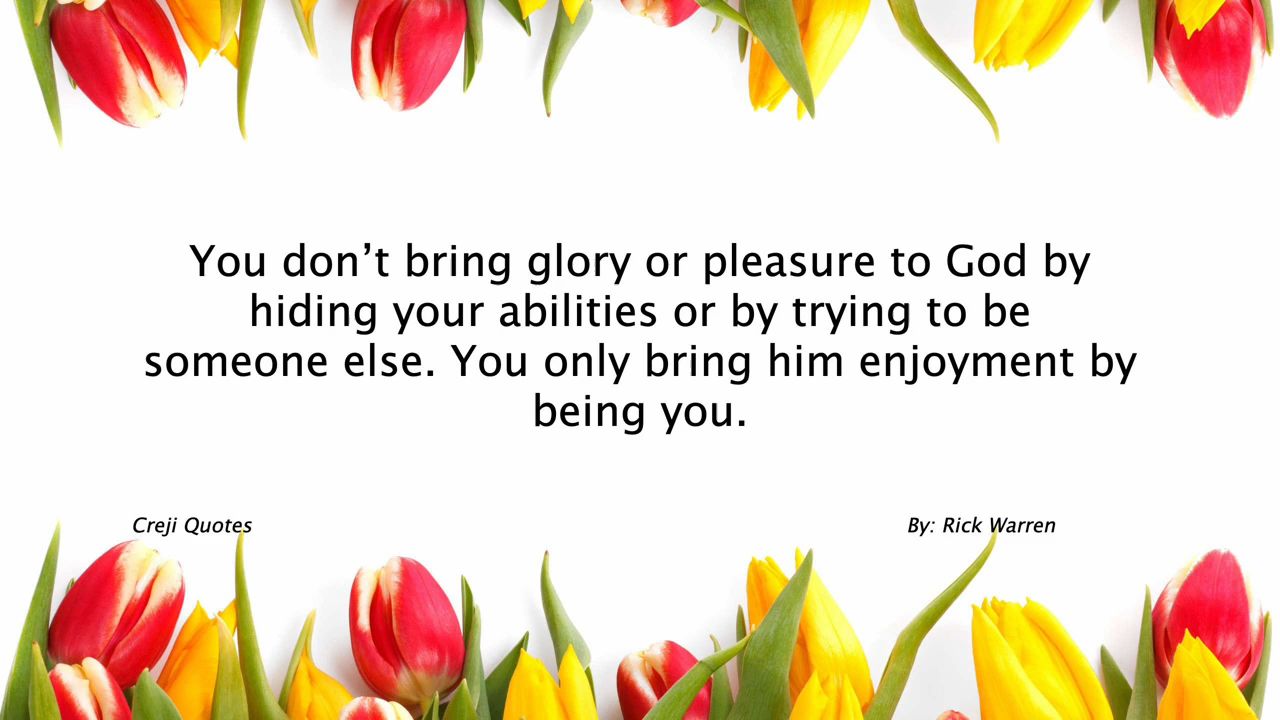 You don’t bring glory or pleasure to God by
hiding your abilities or by trying to be
someone else. You only bring him enjoyment by
being you.
Creji Quotes
By: Rick Warren